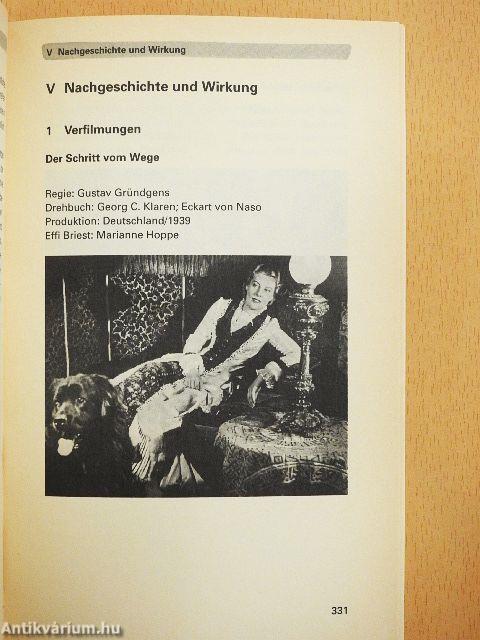 V Nachgeschichte und Wirkung
V Nachgeschichte und Wirkung
1 Verfilmungen
Der Schritt vom Wege
Regie: Gustav Gründgens
Drehbuch: Georg C. Klaren; Eckart von Naso
Produktion: Deutschland/1939
Effi Briest: Marianne Hoppe
331
Antikvárium.hu